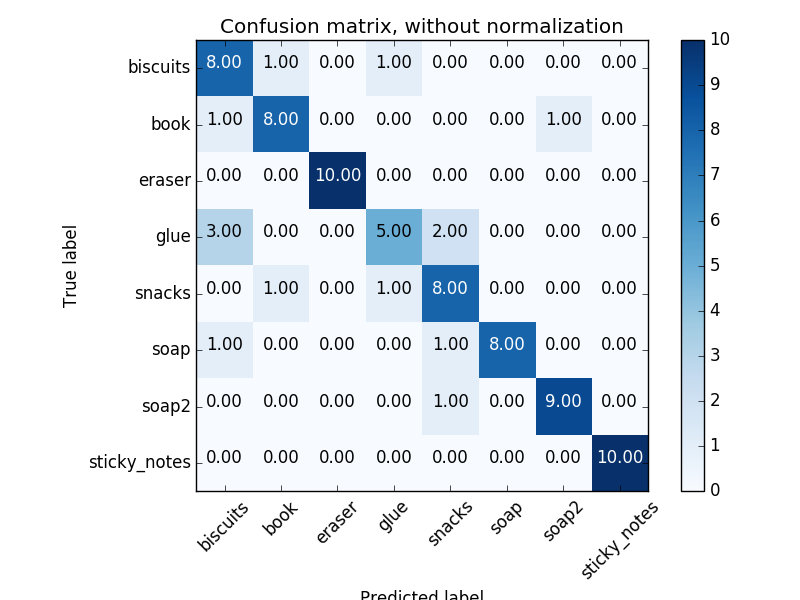 Confusion matrix, without normalization
biscuits 8.00 1.00 0.00 1.00 0.00 0.00 0.00 0.00
book 1.00 8.00 0.00 0.00 0.00 0.00 1.00 0.00
eraser 0.00 0.00 10.00 0.00 0.00 0.00 0.00 0.00
glue 3.00 0.00 0.00 5.00 2.00 0.00 0.00 0.00
snacks 0.00 1.00 0.00 1.00 8.00 0.00 0.00 0.00
soap 1.00 0.00 0.00 0.00 1.00 8.00 0.00 0.00
soap2 0.00 0.00 0.00 0.00 1.00 0.00 9.00 0.00
sticky_notes 0.00 0.00 0.00 0.00 0.00 0.00 0.00 10.00
biscuits book eraser glue snacks soap soap2 sticky_notes
True label
Predicted label
10
9
8
7
6
5
4
3
2
1
0